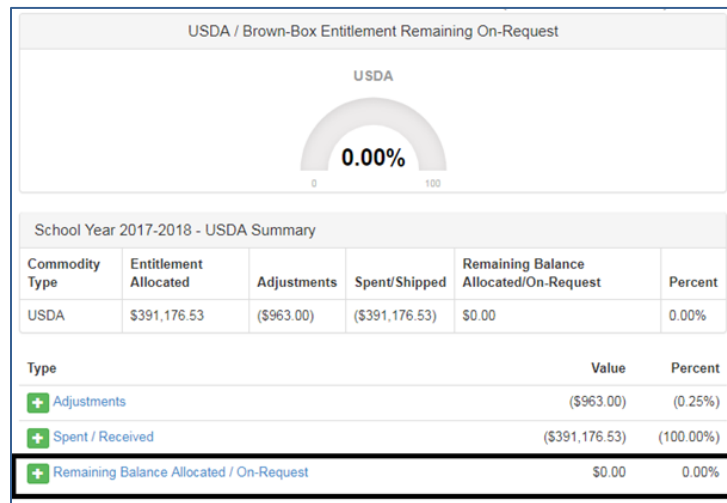 USDA / Brown-Box Entitlement Remaining On-Request
USDA
0.00%
0 100
School Year 2017-2018 - USDA Summary
Commodity Type Entitlement Allocated Adjustments Spent/Shipped Remaining Balance Allocated/On-Request Percent
USDA $391,176.53 ($963.00) ($391,176.53) $0.00 0.00%
Type Value Percent
Adjustments ($963.00) (0.25%)
Spent / Received ($391,176.53) (100.00%)
Remaining Balance Allocated / On-Request $0.00 0.00%